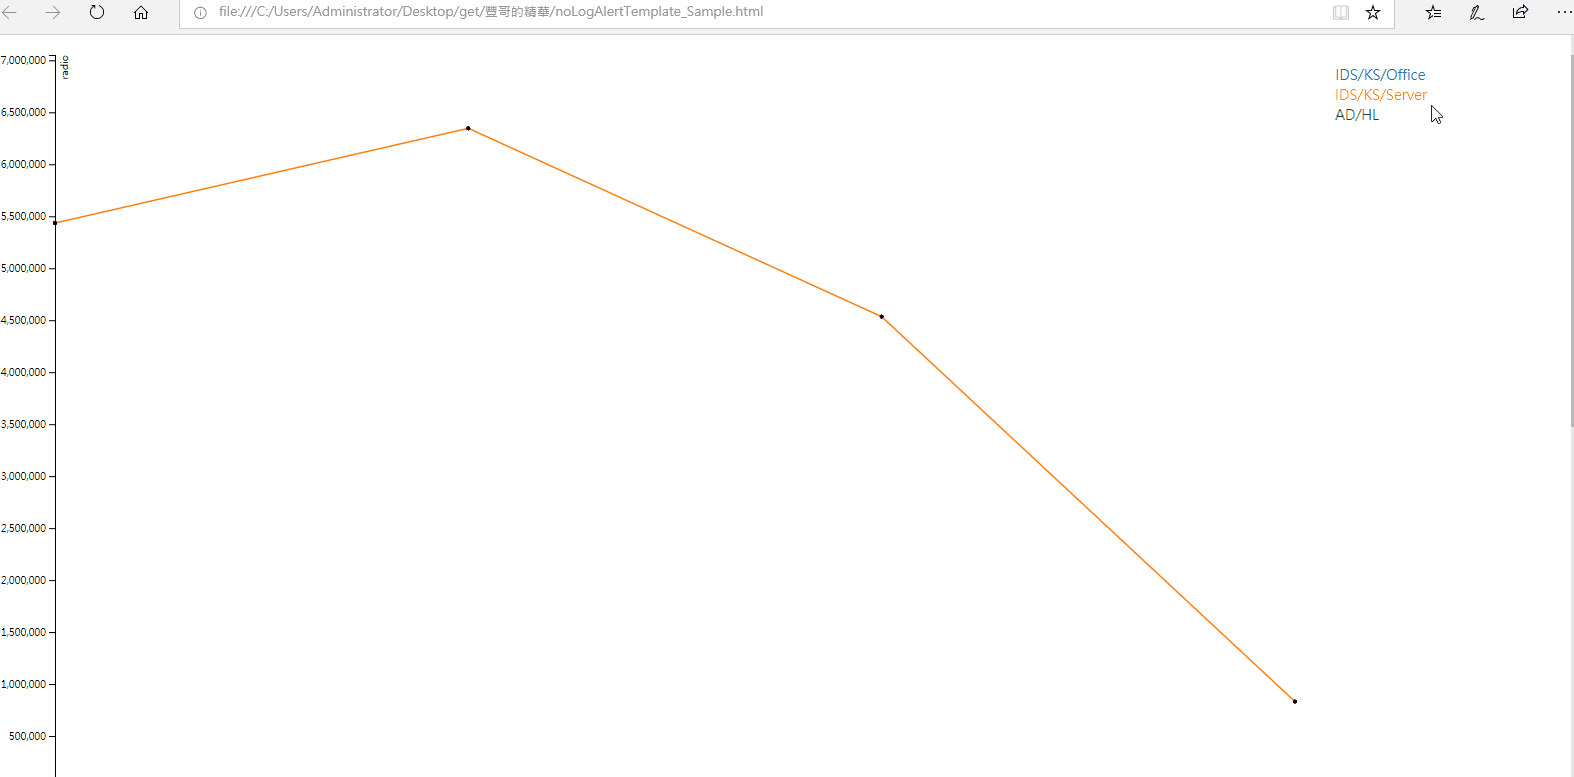 file:///C:/Users/Administrator/Desktop/get/豐哥的精華/noLogAlertTemplate_Sample.html
7,000,000
radio
IDS/KS/Office
IDS/KS/Server
AD/HL
6,500,000
6,000,000
5,500,000
5,000,000
4,500,000
4,000,000
3,500,000
3,000,000
2,500,000
2,000,000
1,500,000
1,000,000
500,000